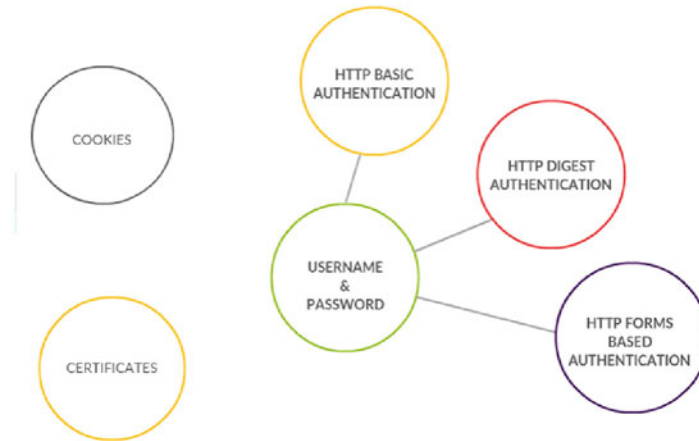 HTTP BASIC
AUTHENTICATION
COOKIES
HTTP DIGEST
AUTHENTICATION
USERNAME
&
PASSWORD
HTTP FORMS
BASED
AUTHENTICATION
CERTIFICATES